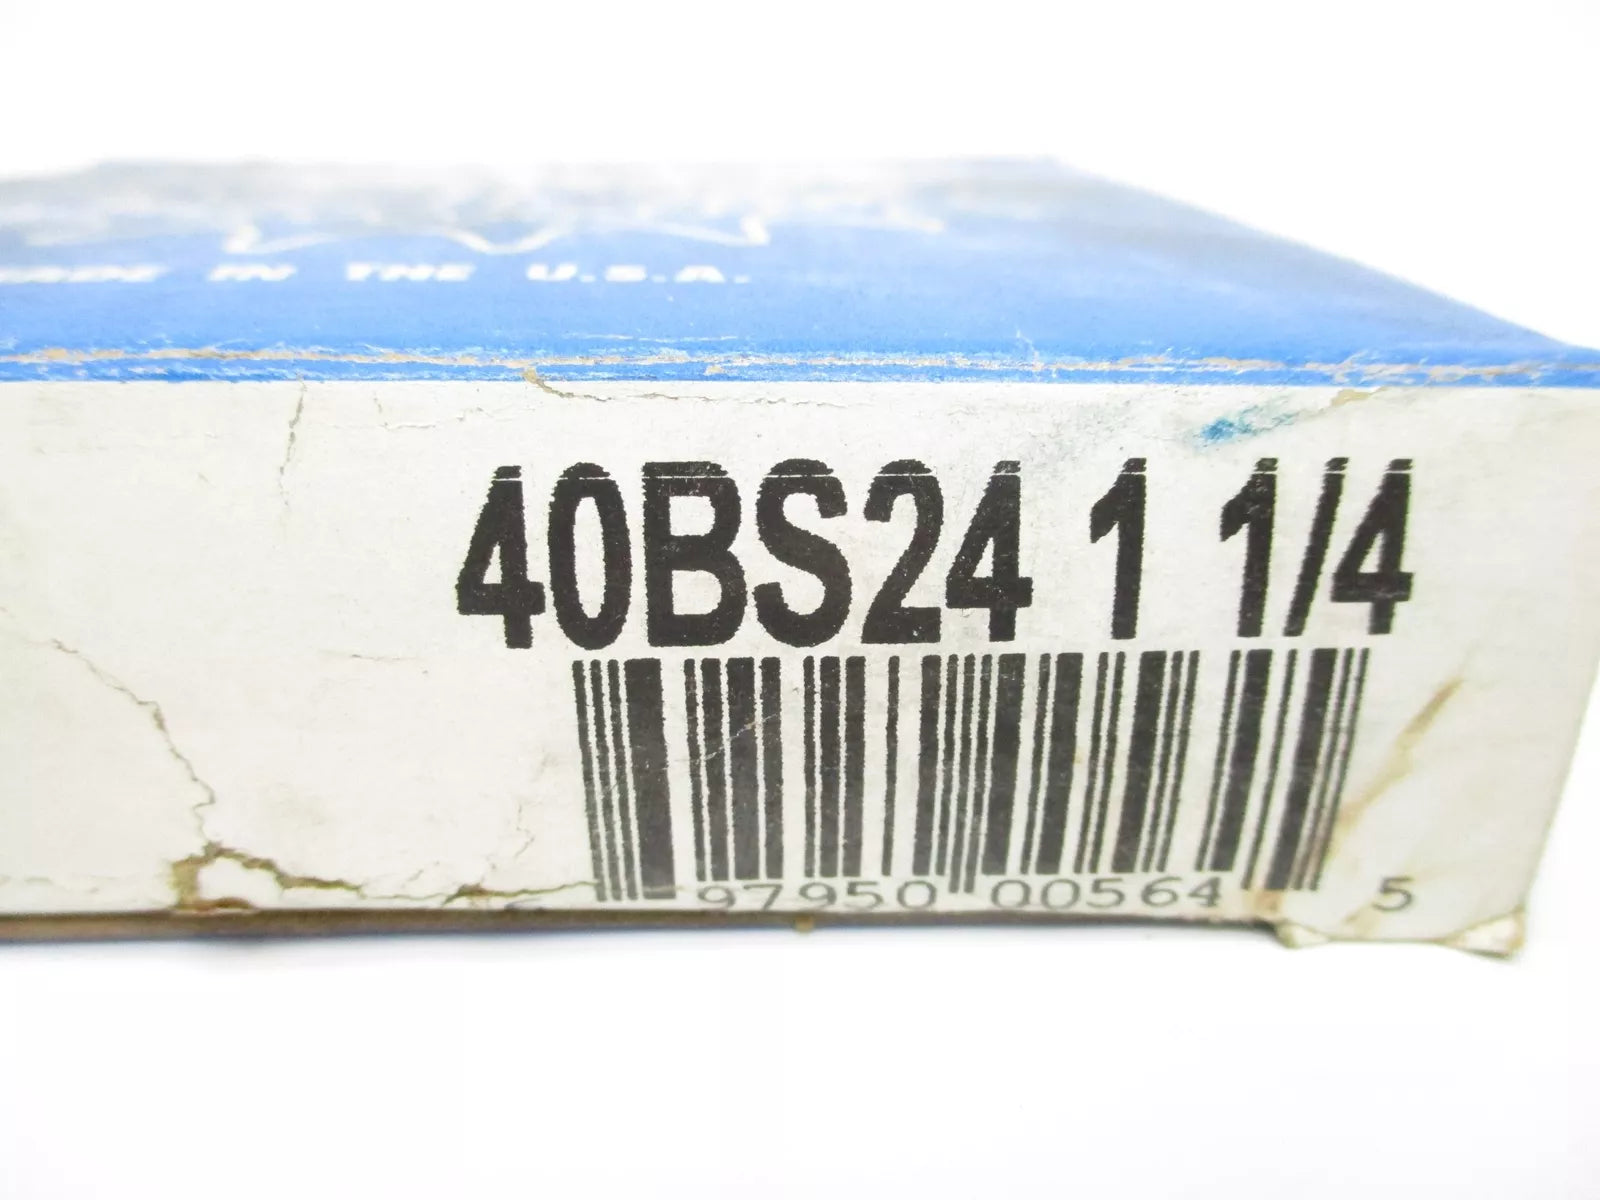 MADE IN THE U.S.A.
40BS24 1 1/4
97950 00564 5